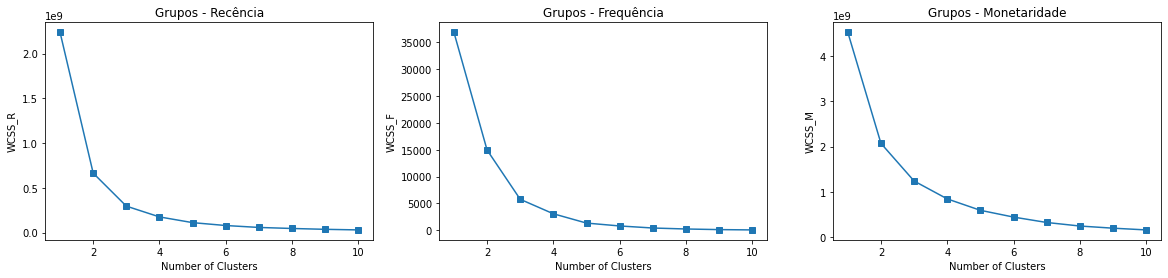 Grupos - Recência
1e9
2.0
1.5
1.0
0.5
0.0
WCSS_R
2 4 6 8 10
Number of Clusters
Grupos - Frequência
35000
30000
25000
20000
15000
10000
5000
0
WCSS_F
2 4 6 8 10
Number of Clusters
Grupos - Monetaridade
1e9
4
3
2
1
0
WCSS_M
2 4 6 8 10
Number of Clusters